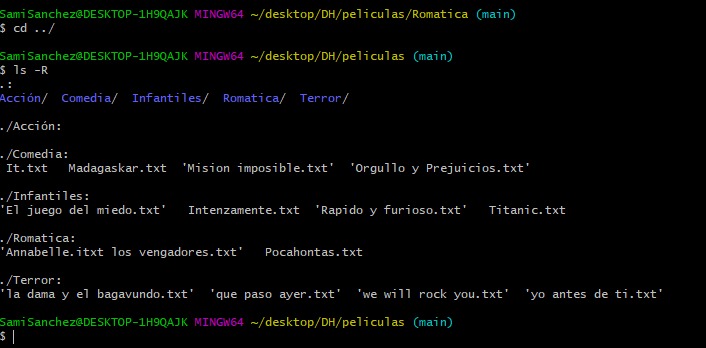 SamiSanchez@DESKTOP-1H9QAJK MINGW64 ~/desktop/DH/peliculas/Romatica (main)
$ cd ../
SamiSanchez@DESKTOP-1H9QAJK MINGW64 ~/desktop/DH/peliculas (main)
$ ls -R
.:
Acción/  Comedia/  Infantiles/  Romatica/  Terror/
./Acción:
./Comedia:
 It.txt   Madagaskar.txt  'Mision imposible.txt'  'Orgullo y Prejuicios.txt'
./Infantiles:
'El juego del miedo.txt'   Intenzamente.txt  'Rapido y furioso.txt'   Titanic.txt
./Romatica:
'Annabelle.itxt los vengadores.txt'   Pocahontas.txt
./Terror:
'la dama y el bagavundo.txt'  'que paso ayer.txt'  'we will rock you.txt'  'yo antes de ti.txt'
SamiSanchez@DESKTOP-1H9QAJK MINGW64 ~/desktop/DH/peliculas (main)
$